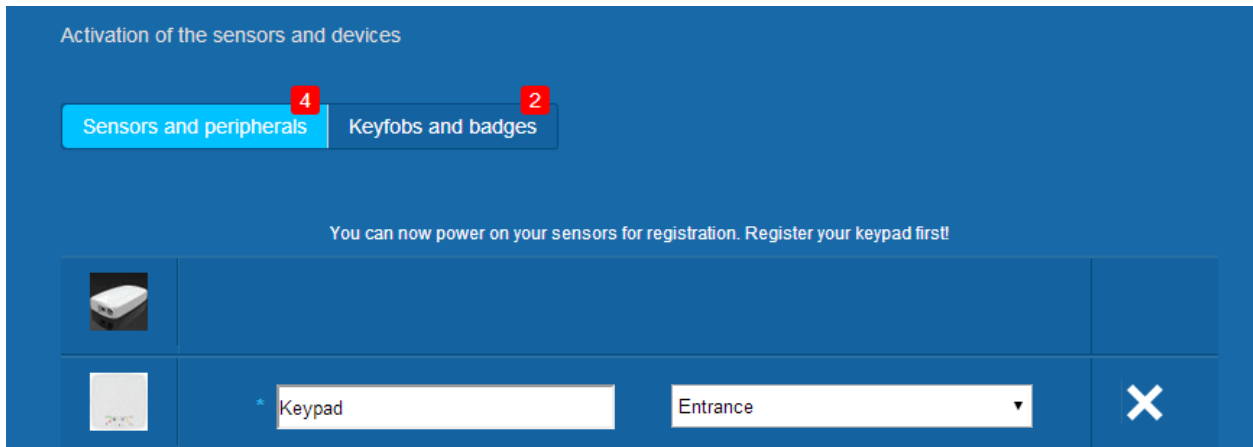 Activation of the sensors and devices
4
2
Sensors and peripherals
Keyfobs and badges
You can now power on your sensors for registration. Register your keypad first!
* Keypad
Entrance